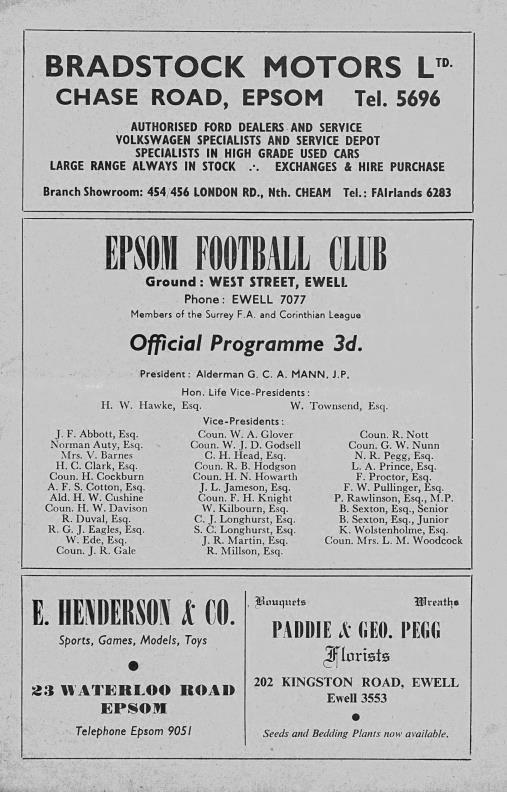 BRADSTOCK MOTORS LTD.
CHASE ROAD, EPSOM Tel. 5696
AUTHORISED FORD DEALERS AND SERVICE
VOLKSWAGEN SPECIALISTS AND SERVICE DEPOT
SPECIALISTS IN HIGH GRADE USED CARS
LARGE RANGE ALWAYS IN STOCK .·. EXCHANGES & HIRE PURCHASE
Branch Showroom: 454/456 LONDON RD., Nth. CHEAM Tel.: FAIrlands 6283
EPSOM FOOTBALL CLUB
Ground : WEST STREET, EWELL
Phone : EWELL 7077
Members of the Surrey F.A. and Corinthian League
Official Programme 3d.
President : Alderman G. C. A. MANN, J.P.
Hon. Life Vice-Presidents :
H. W. Hawke, Esq. W. Townsend, Esq.
Vice-Presidents :
J. F. Abbott, Esq.
Norman Auty, Esq.
Mrs. V. Barnes
H. C. Clark, Esq.
Coun. H. Cockburn
A. F. S. Cotton, Esq.
Ald. H. W. Cushine
Coun. H. W. Davison
R. Duval, Esq.
R. G. J. Eagles, Esq.
W. Ede, Esq.
Coun. J. R. Gale
Coun. W. A. Glover
Coun. W. J. D. Godsell
C. H. Head, Esq.
Coun. R. B. Hodgson
Coun. H. N. Howarth
J. L. Jameson, Esq.
Coun. F. H. Knight
W. Kilbourn, Esq.
C. J. Longhurst, Esq.
S. C. Longhurst, Esq.
J. R. Martin, Esq.
R. Millson, Esq.
Coun. R. Nott
Coun. G. W. Nunn
N. R. Pegg, Esq.
L. A. Prince, Esq.
F. Proctor, Esq.
F. W. Pullinger, Esq.
P. Rawlinson, Esq., M.P.
B. Sexton, Esq., Senior
B. Sexton, Esq., Junior
K. Wolstenholme, Esq.
Coun. Mrs. L. M. Woodcock
E. HENDERSON & CO.
Sports, Games, Models, Toys
23 WATERLOO ROAD
EPSOM
Telephone Epsom 9051
Bouquets Wreaths
PADDIE & GEO. PEGG
Florists
202 KINGSTON ROAD, EWELL
Ewell 3553
Seeds and Bedding Plants now available.